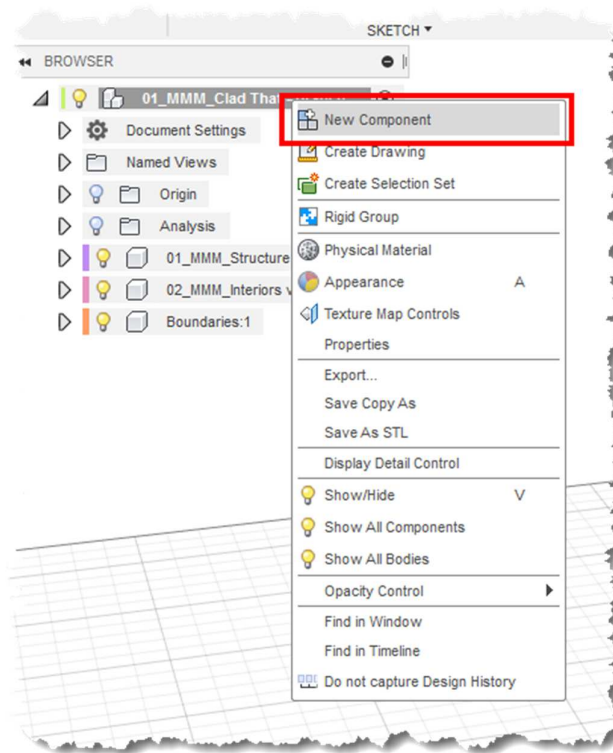 SKETCH
BROWSER
01_MMM_Clad That
New Component
Document Settings
Create Drawing
Named Views
Create Selection Set
Origin
Rigid Group
Analysis
Physical Material
01_MMM_Structure
Appearance A
02_MMM_Interiors v
Texture Map Controls
Boundaries:1
Properties
Export...
Save Copy As
Save As STL
Display Detail Control
Show/Hide V
Show All Components
Show All Bodies
Opacity Control
Find in Window
Find in Timeline
Do not capture Design History